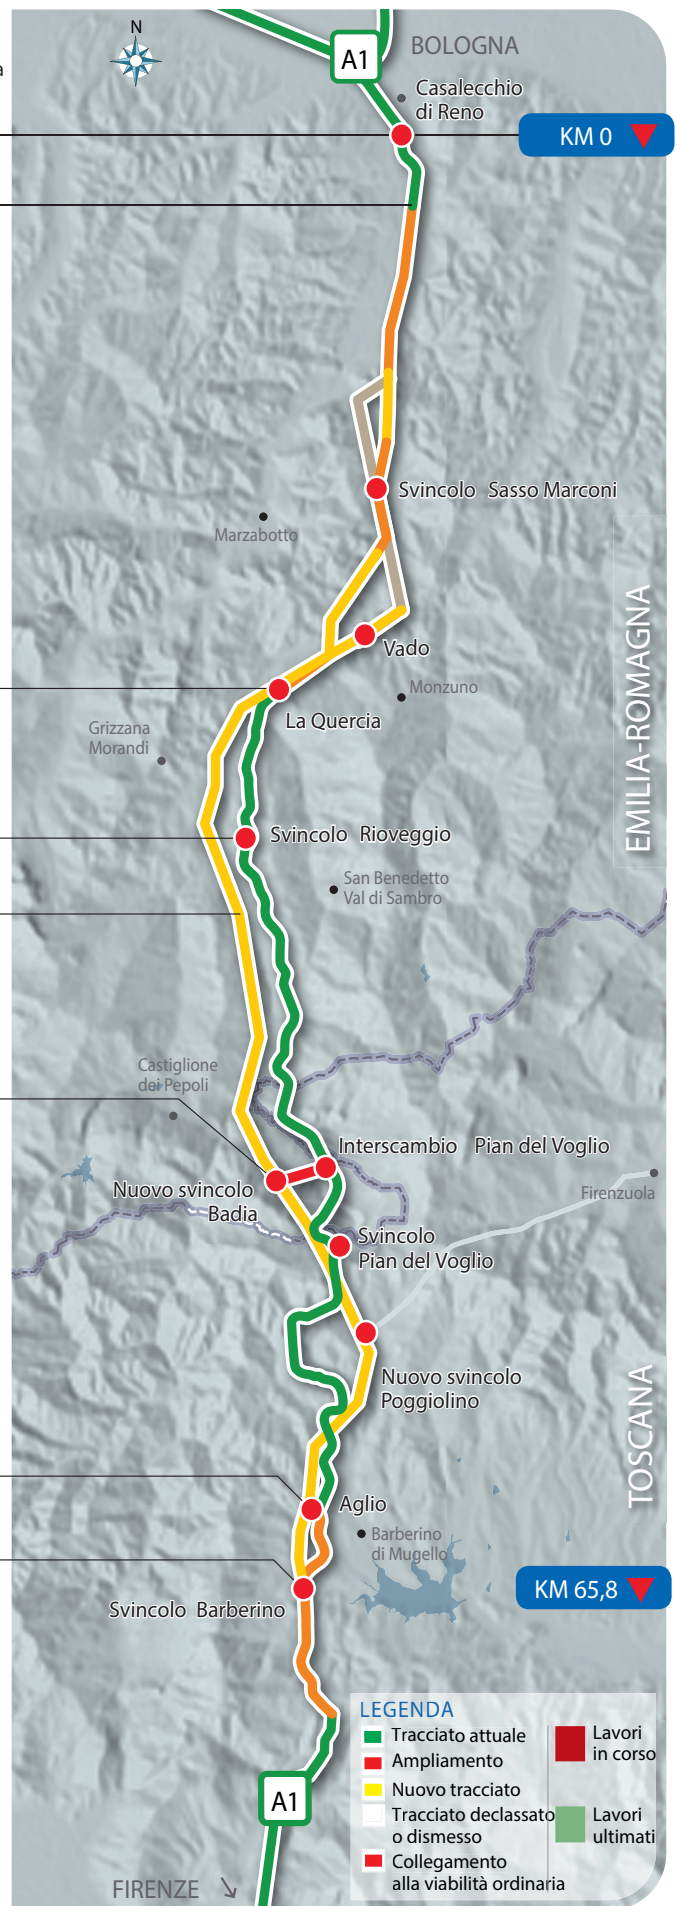 N
A1
BOLOGNA
a
Casalecchio
di Reno
KM 0
Svincolo Sasso Marconi
Marzabotto
Vado
Monzuno
La Quercia
Grizzana
Morandi
EMILIA-ROMAGNA
Svincolo Rioveggio
San Benedetto
Val di Sambro
Castiglione
dei Pepoli
Interscambio Pian del Voglio
Nuovo svincolo
Badia
Firenzuola
Svincolo
Pian del Voglio
Nuovo svincolo
Poggiolino
TOSCANA
Aglio
Barberino
di Mugello
KM 65,8
Svincolo Barberino
LEGENDA
Tracciato attuale
Ampliamento
Nuovo tracciato
Tracciato declassato
o dismesso
Collegamento
alla viabilità ordinaria
Lavori
in corso
Lavori
ultimati
A1
FIRENZE